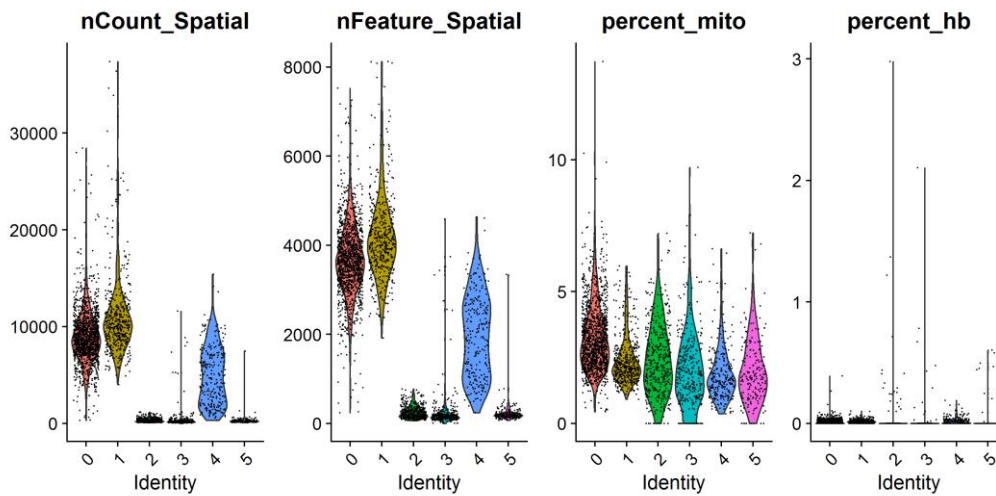 nCount_Spatial
30000
20000
10000
0
0 1 2 3 4 5
Identity
nFeature_Spatial
8000
6000
4000
2000
0
0 1 2 3 4 5
Identity
percent_mito
10
5
0
0 1 2 3 4 5
Identity
percent_hb
3
2
1
0
0 1 2 3 4 5
Identity